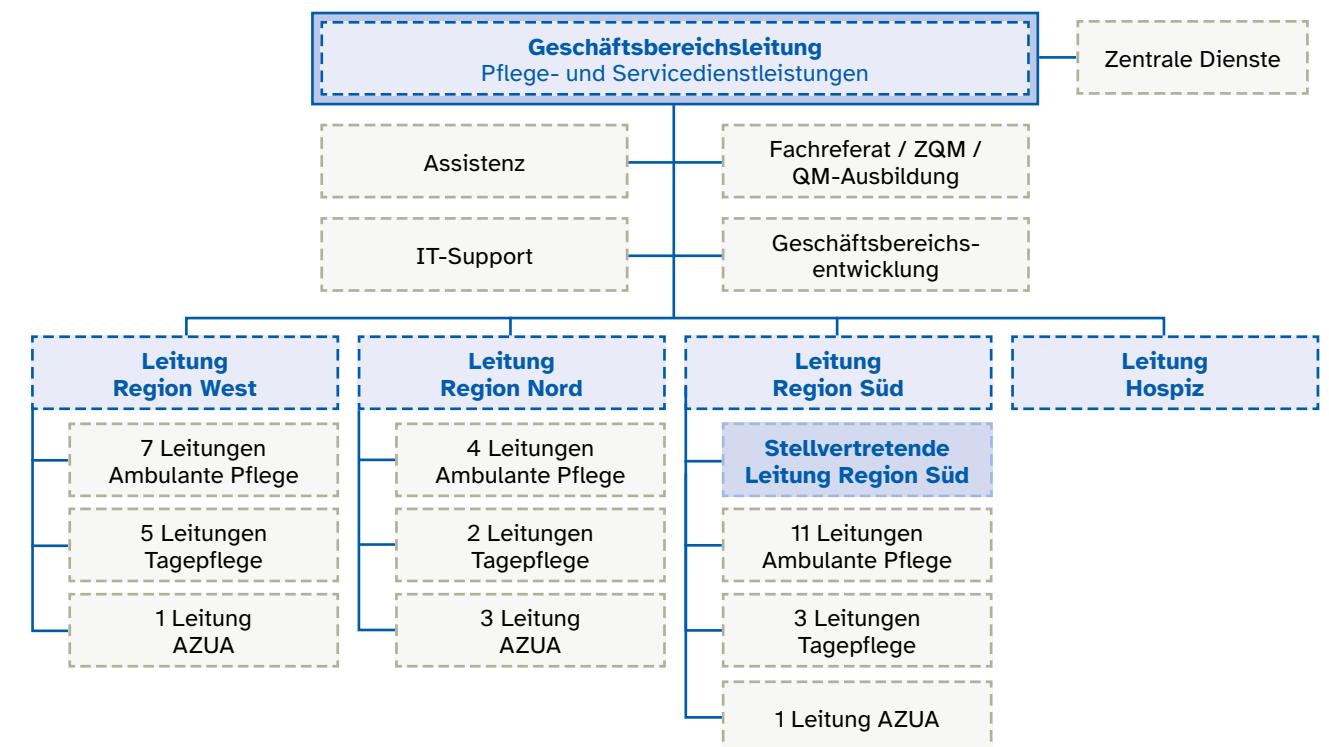 Geschäftsbereichsleitung
Pflege- und Servicedienstleistungen
Zentrale Dienste
Assistenz
Fachreferat / ZQM /
QM-Ausbildung
IT-Support
Geschäftsbereichs-
entwicklung
Leitung
Region West
7 Leitungen
Ambulante Pflege
5 Leitungen
Tagepflege
1 Leitung
AZUA
Leitung
Region Nord
4 Leitungen
Ambulante Pflege
2 Leitungen
Tagepflege
3 Leitung
AZUA
Leitung
Region Süd
Stellvertretende
Leitung Region Süd
11 Leitungen
Ambulante Pflege
3 Leitungen
Tagepflege
1 Leitung AZUA
Leitung
Hospiz